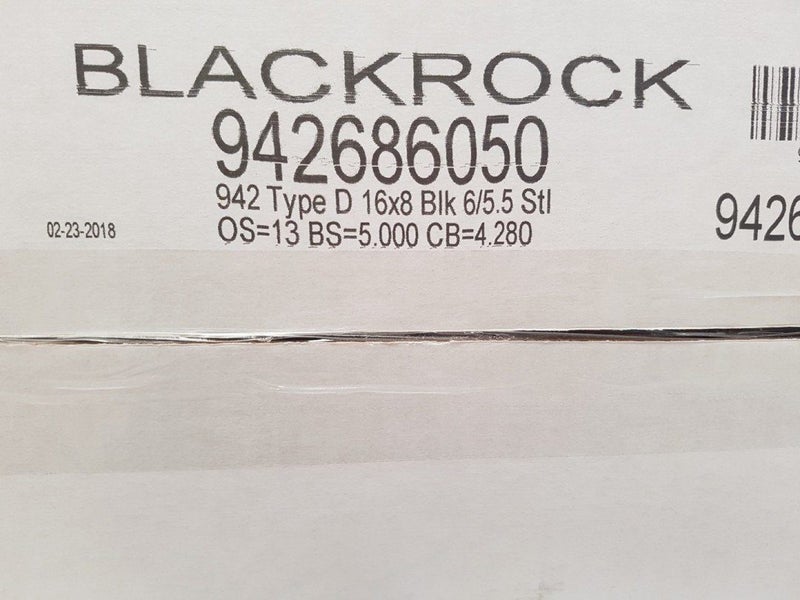 BLACKROCK
942686050
942 Type D 16x8 Blk 6/5.5 Stl
OS=13 BS=5.000 CB=4.280
02-23-2018
9426